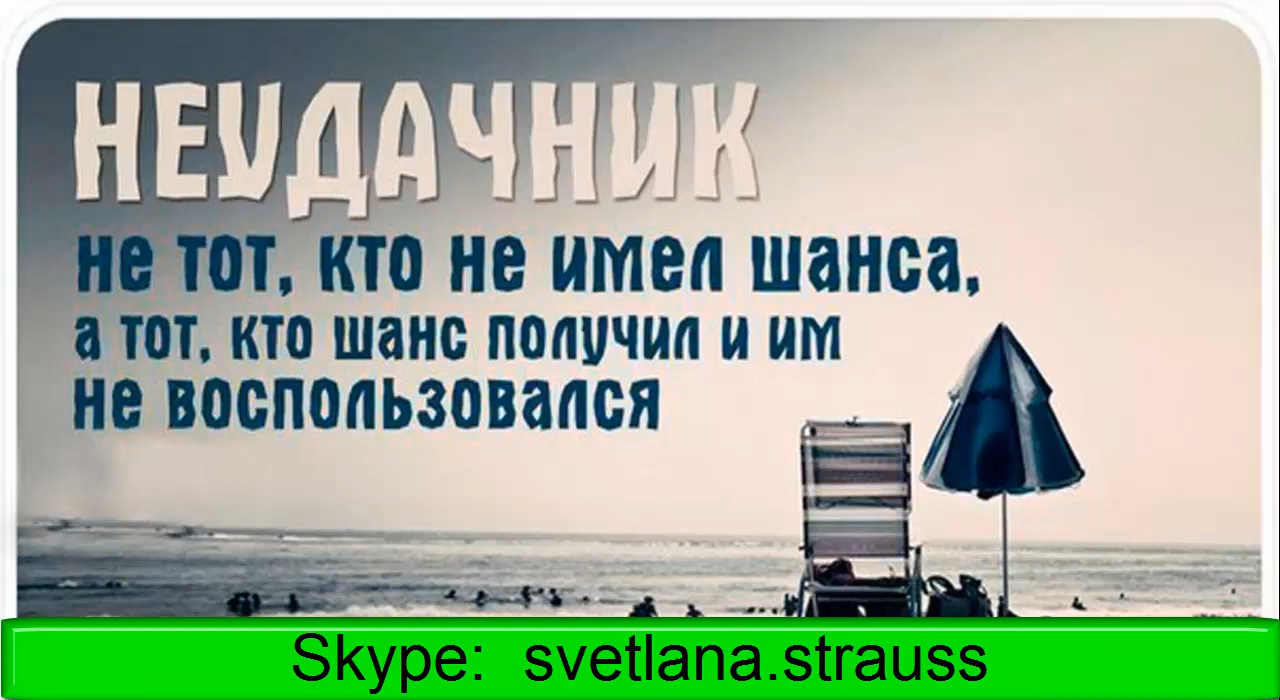 НЕУДАЧНИК
не тот, кто не имел шанса,
а тот, кто шанс получил и им
не воспользовался
Skype: svetlana.strauss